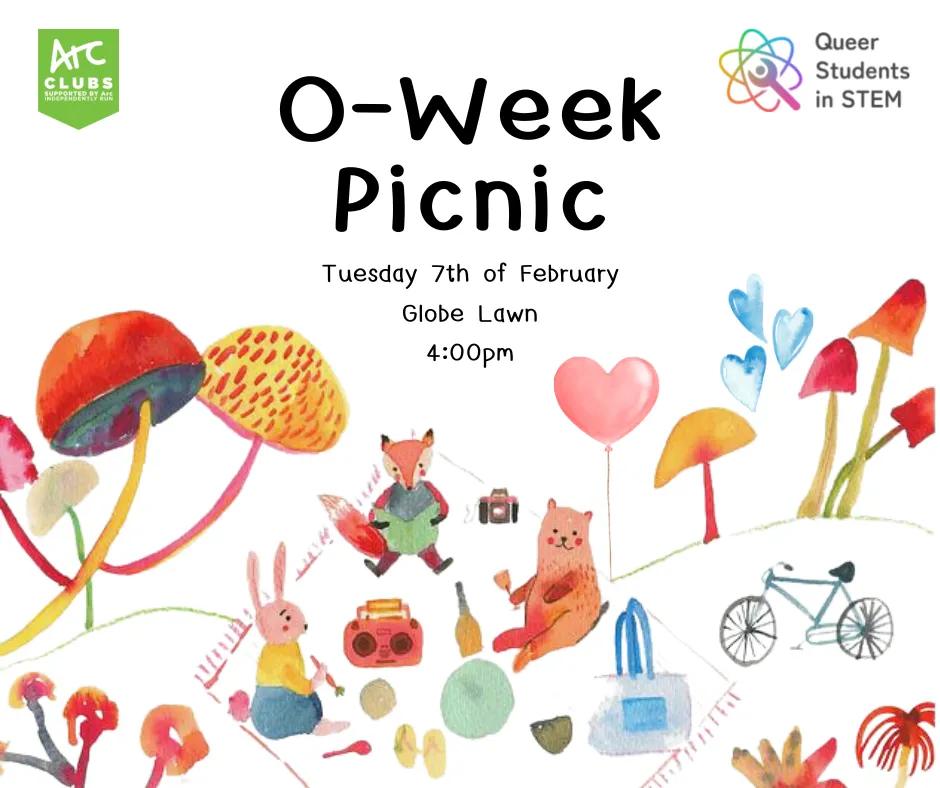 Arc
CLUBS
SUPPORTED BY Arc
INDEPENDENTLY RUN
Queer
Students
in STEM
O-Week
Picnic
Tuesday 7th of February
Globe Lawn
4:00pm